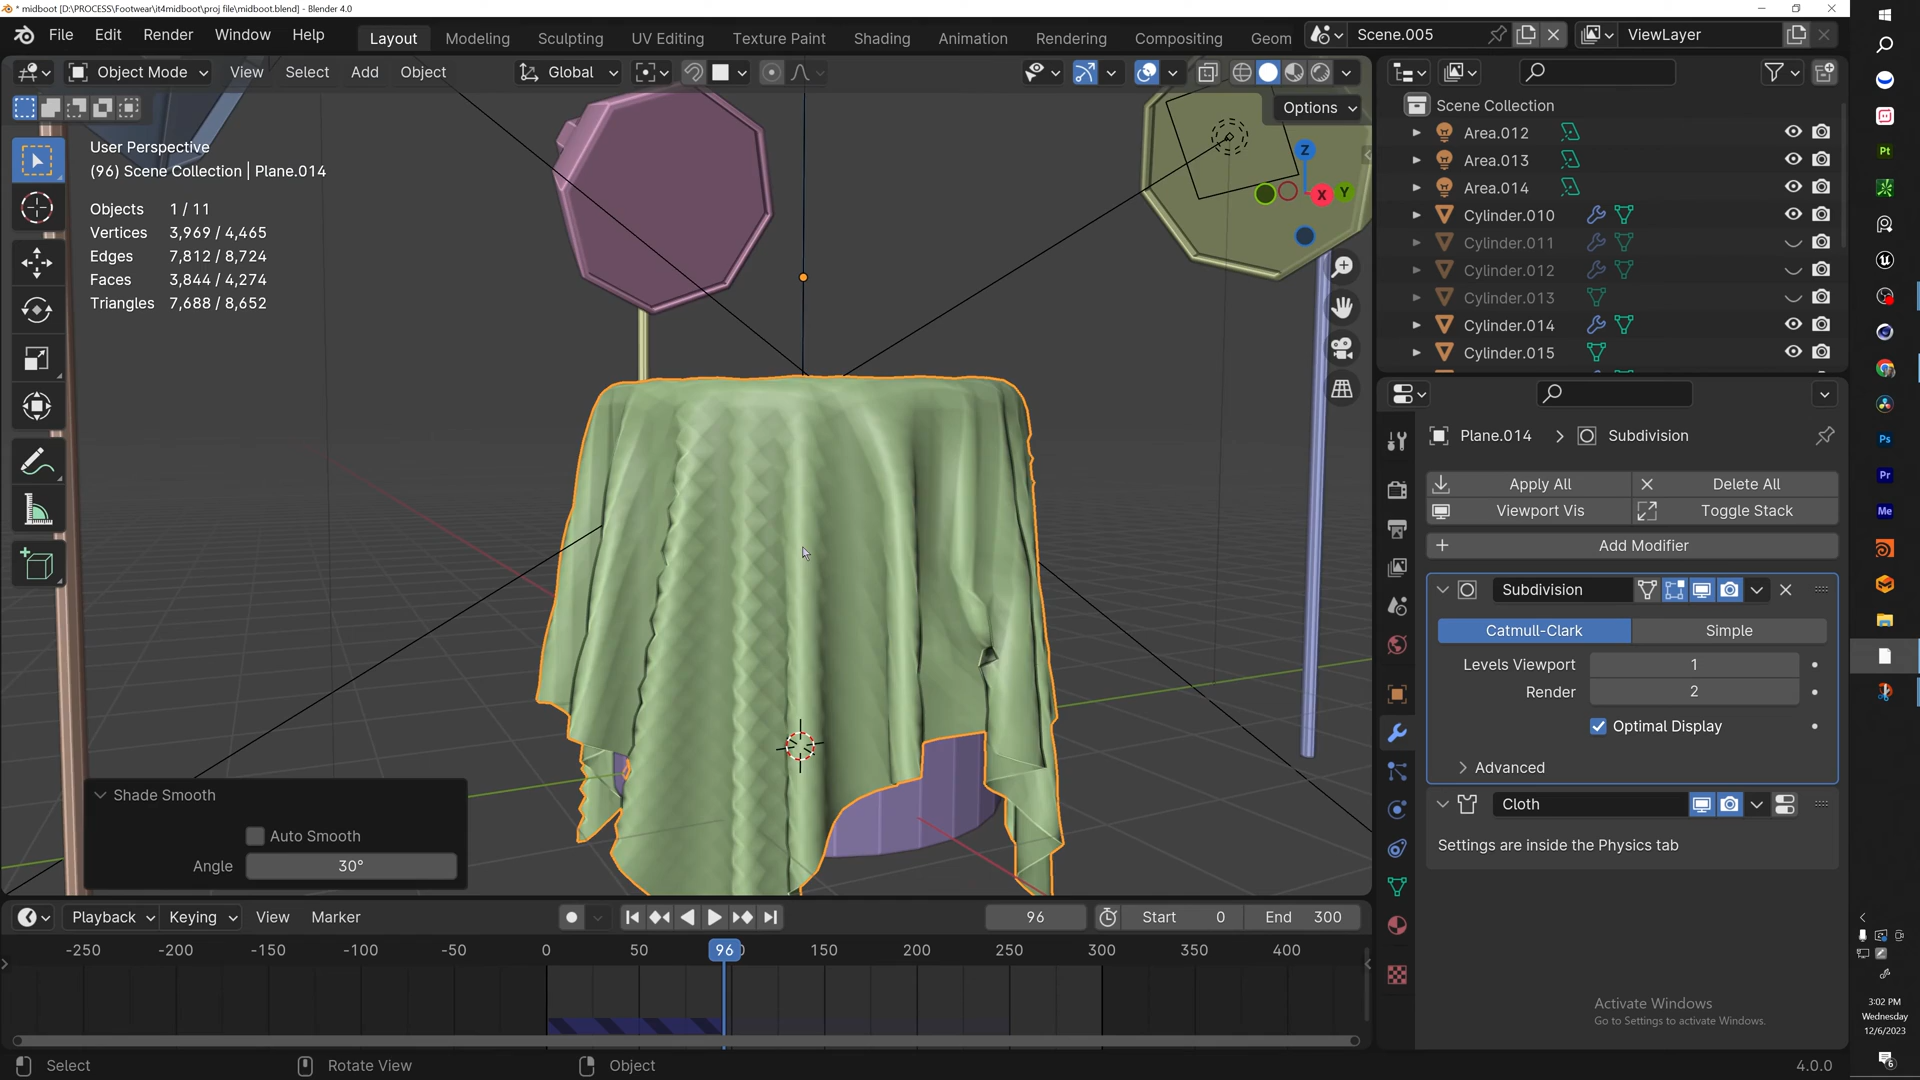 * midboot [D:\PROCESS\Footwear\it4midboot\proj file\midboot.blend] - Blender 4.0
File Edit Render Window Help Layout Modeling Sculpting UV Editing Texture Paint Shading Animation Rendering Compositing Geom Scene.005 ViewLayer
Object Mode View Select Add Object Global
Options
User Perspective
(96) Scene Collection | Plane.014
Objects 1 / 11
Vertices 3,969 / 4,465
Edges 7,812 / 8,724
Faces 3,844 / 4,274
Triangles 7,688 / 8,652
Z
X
Y
Scene Collection
Area.012
Area.013
Area.014
Cylinder.010
Cylinder.011
Cylinder.012
Cylinder.013
Cylinder.014
Cylinder.015
Plane.014 > Subdivision
Apply All Delete All
Viewport Vis Toggle Stack
Add Modifier
Subdivision
Catmull-Clark Simple
Levels Viewport 1
Render 2
Optimal Display
Advanced
Cloth
Settings are inside the Physics tab
Shade Smooth
Auto Smooth
Angle 30°
Playback Keying View Marker 96 Start 0 End 300
-250 -200 -150 -100 -50 0 50 96 150 200 250 300 350 400
Activate Windows
Go to Settings to activate Windows.
Select Rotate View Object 4.0.0
Pt
Ps
Pr
Me
3:02 PM
Wednesday
12/6/2023
6